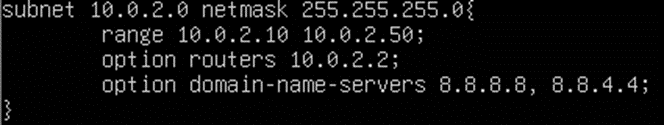 subnet 10.0.2.0 netmask 255.255.255.0{
range 10.0.2.10 10.0.2.50;
option routers 10.0.2.2;
option domain-name-servers 8.8.8.8, 8.8.4.4;
}